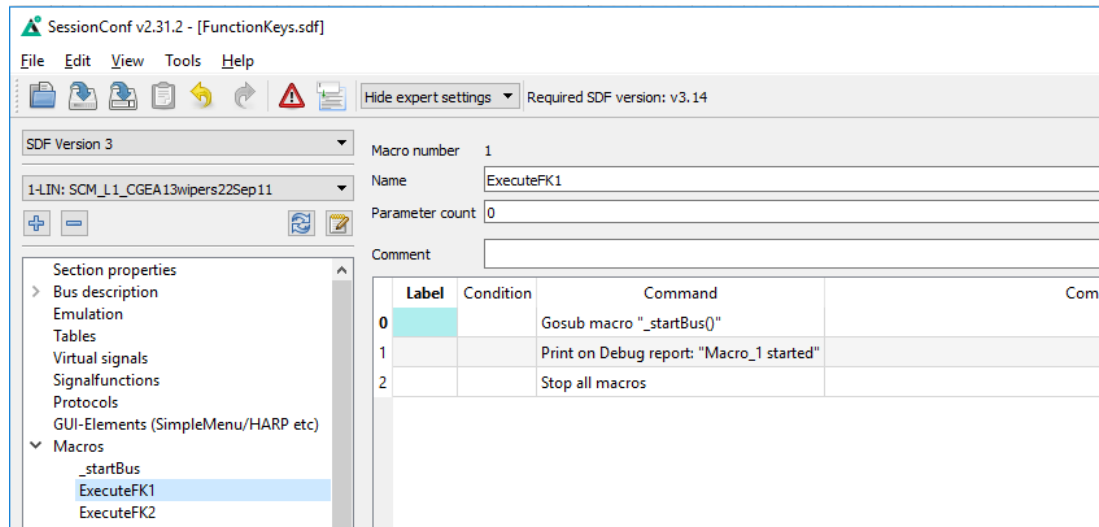 SessionConf v2.31.2 - [FunctionKeys.sdf]
File Edit View Tools Help
Hide expert settings Required SDF version: v3.14
SDF Version 3
1-LIN: SCM_L1_CGEA13wipers22Sep11
Section properties
Bus description
Emulation
Tables
Virtual signals
Signalfunctions
Protocols
GUI-Elements (SimpleMenu/HARP etc)
Macros
_startBus
ExecuteFK1
ExecuteFK2
Macro number 1
Name ExecuteFK1
Parameter count 0
Comment
Label Condition Command Com
0 Gosub macro "_startBus()"
1 Print on Debug report: "Macro_1 started"
2 Stop all macros